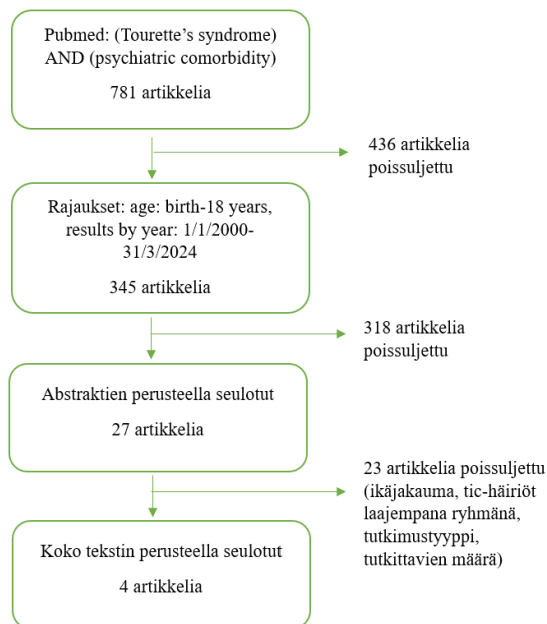 Pubmed: (Tourette's syndrome)
AND (psychiatric comorbidity)
781 artikkelia
436 artikkelia
poissuljettu
Rajaukset: age: birth-18 years,
results by year: 1/1/2000-
31/3/2024
345 artikkelia
318 artikkelia
poissuljettu
Abstraktien perusteella seulotut
27 artikkelia
23 artikkelia poissuljettu
(ikäjakauma, tic-häiriöt
laajempana ryhmänä,
tutkimustyyppi,
tutkittavien määrä)
Koko tekstin perusteella seulotut
4 artikkelia